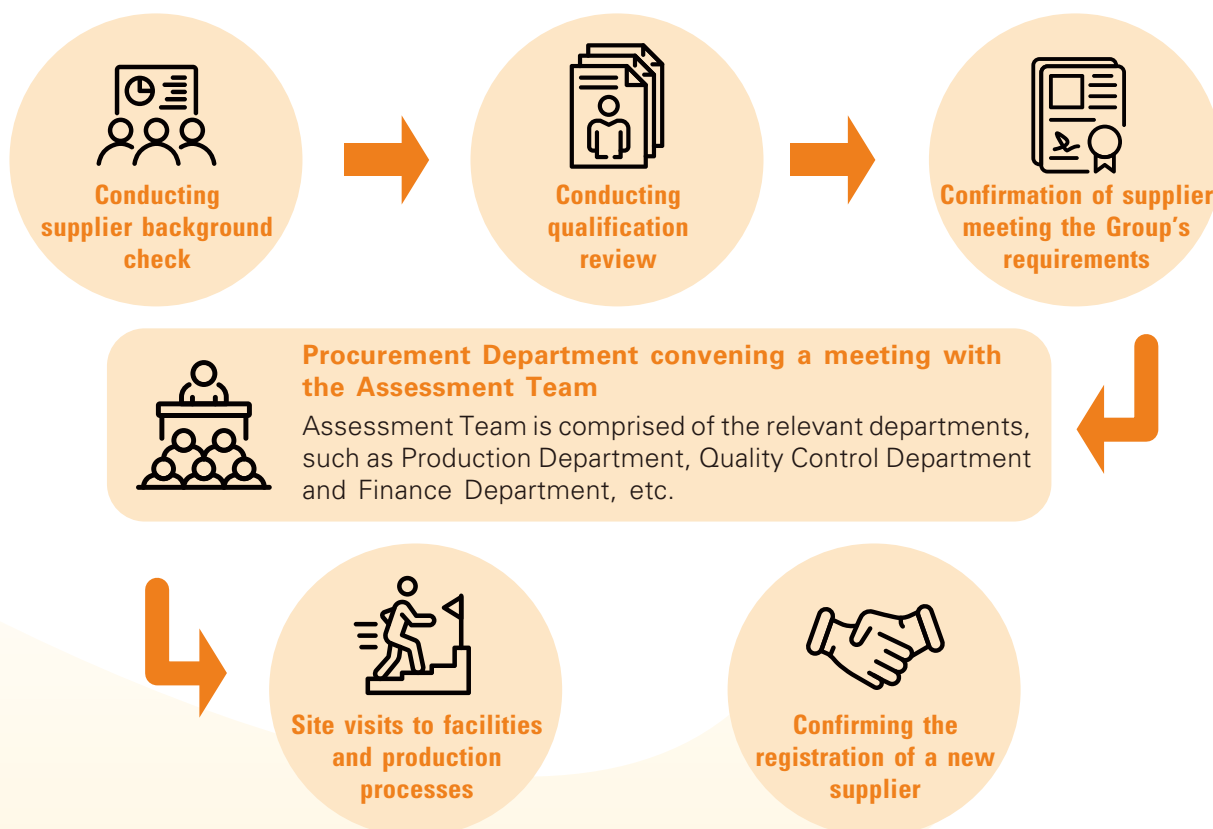 Conducting
supplier background
check
Conducting
qualification
review
Confirmation of supplier
meeting the Group's
requirements
Procurement Department convening a meeting with
the Assessment Team
Assessment Team is comprised of the relevant departments,
such as Production Department, Quality Control Department
and Finance Department, etc.
Site visits to facilities
and production
processes
Confirming the
registration of a new
supplier